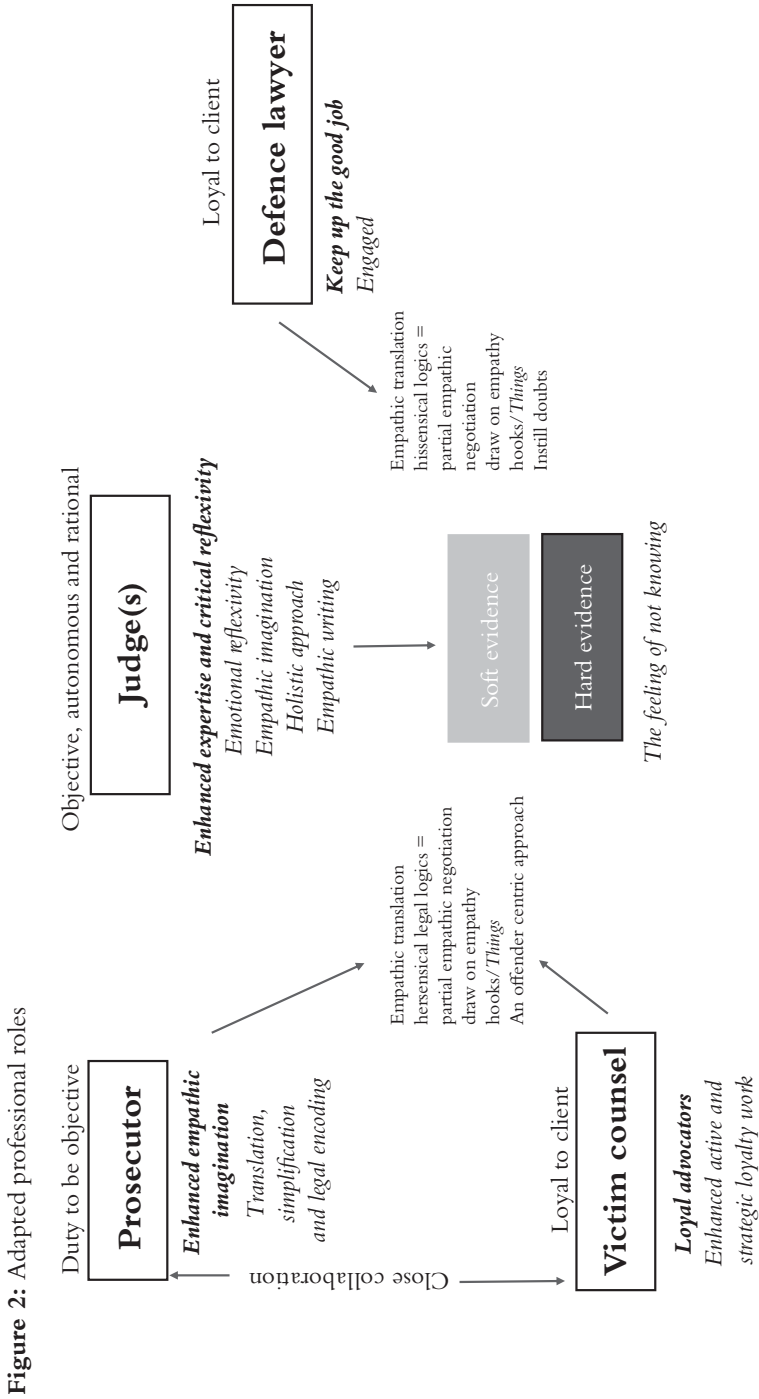 Figure 2: Adapted professional roles
Duty to be objective
Prosecutor
Enhanced empathic
imagination
Translation,
simplification
and legal encoding
Close collaboration
Loyal to client
Victim counsel
Loyal advocators
Enhanced active and
strategic loyalty work
Empathic translation
hersensical legal logics =
partial empathic negotiation
draw on empathy
hooks/Things
An offender centric approach
Objective, autonomous and rational
Judge(s)
Enhanced expertise and critical reflexivity
Emotional reflexivity
Empathic imagination
Holistic approach
Empathic writing
Soft evidence
Hard evidence
The feeling of not knowing
Loyal to client
Defence lawyer
Keep up the good job
Engaged
Empathic translation
hissensical logics =
partial empathic
negotiation
draw on empathy
hooks/Things
Instill doubts